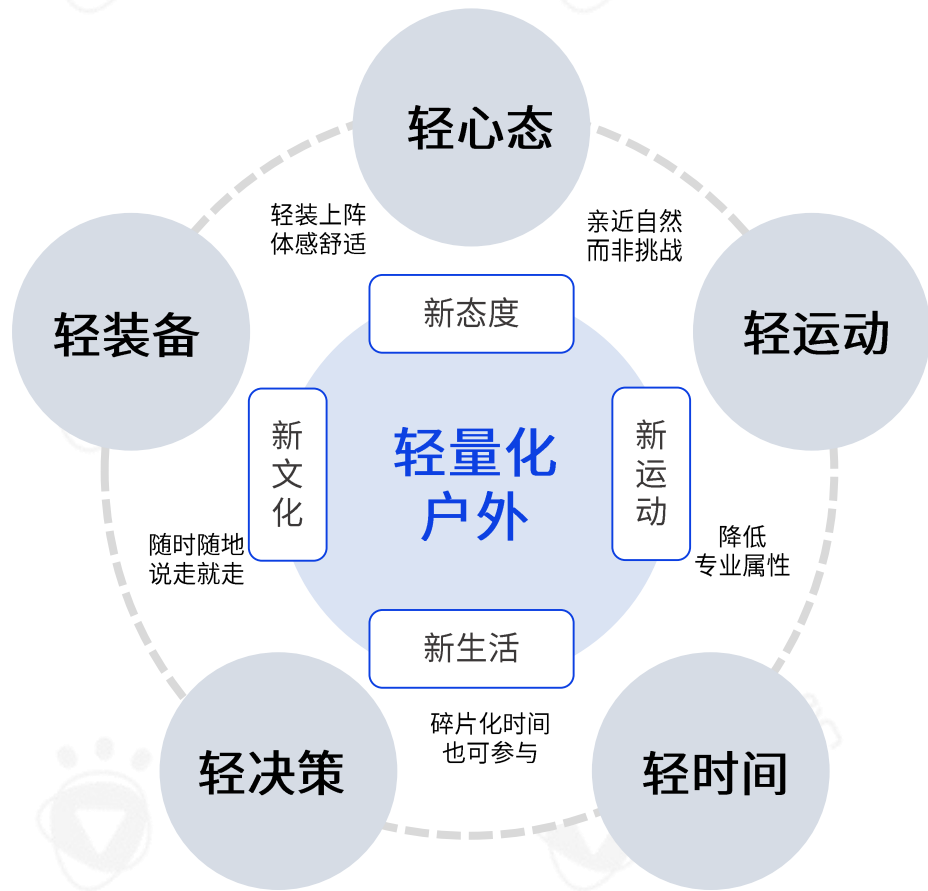 轻心态
轻装上阵
体感舒适
亲近自然
而非挑战
轻装备
轻运动
新态度
新文化
轻量化
户外
新运动
随时随地
说走就走
降低
专业属性
新生活
碎片化时间
也可参与
轻决策
轻时间